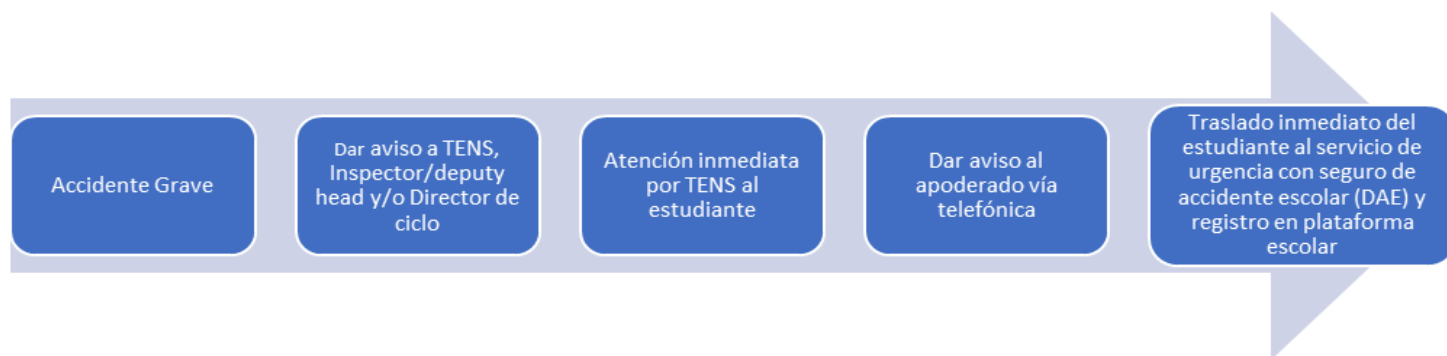 Accidente Grave
Dar aviso a TENS,
Inspector/deputy
head y/o Director de
ciclo
Atención inmediata
por TENS al
estudiante
Dar aviso al
apoderado vía
telefónica
Traslado inmediato del
estudiante al servicio de
urgencia con seguro de
accidente escolar (DAE) y
registro en plataforma
escolar